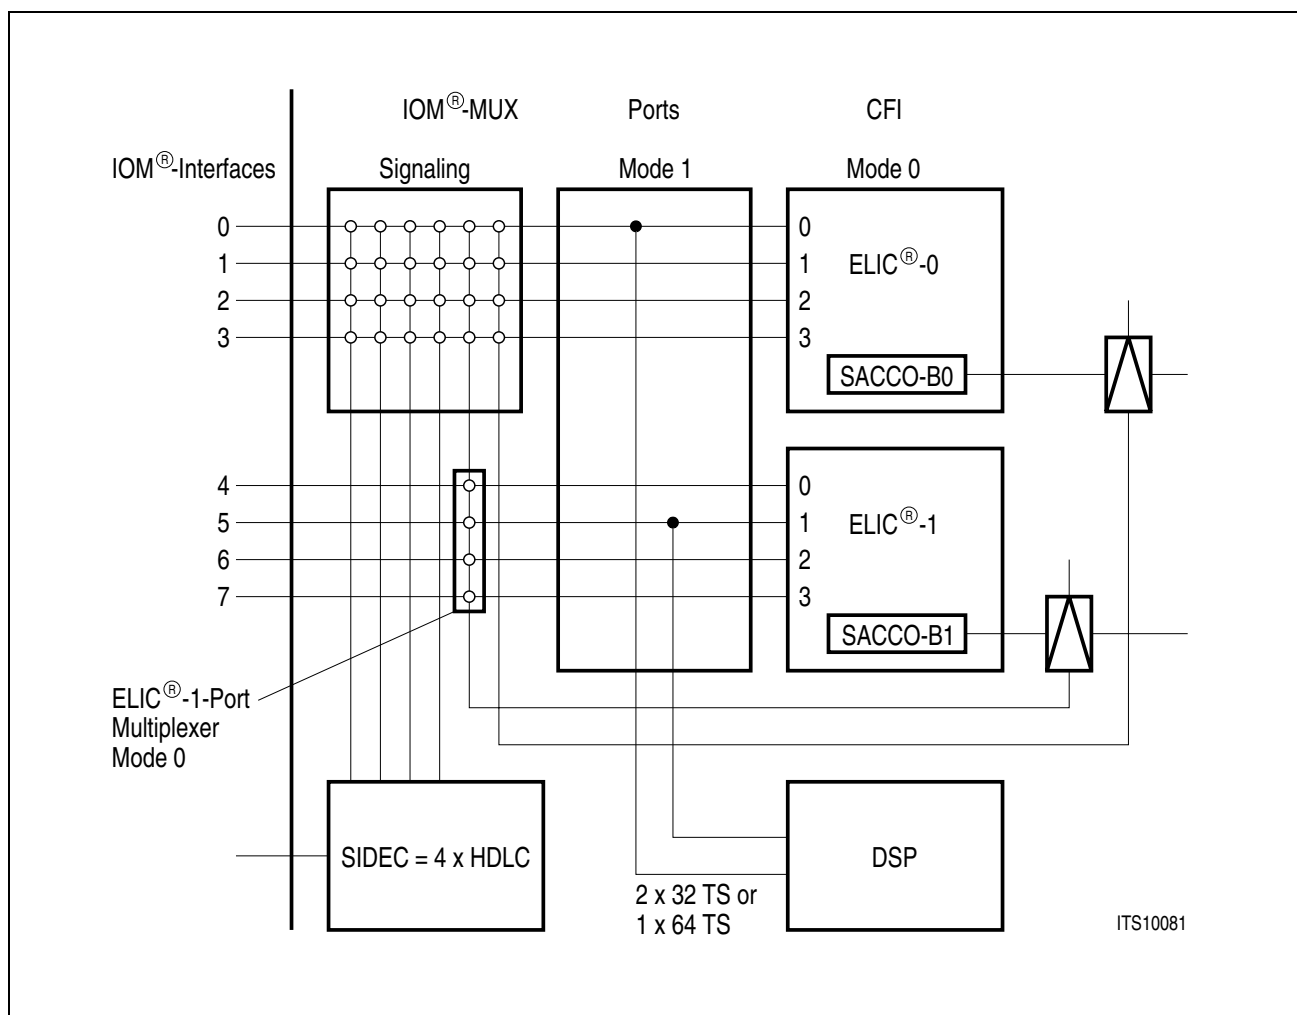 IOM®-MUX Ports CFI
IOM®-Interfaces Signaling Mode 1 Mode 0
0 0
1 1 ELIC®-0
2 2
3 3
SACCO-B0
4 0
5 1 ELIC®-1
6 2
7 3
SACCO-B1
ELIC®-1-Port
Multiplexer
Mode 0
SIDEC = 4 x HDLC DSP
2 x 32 TS or
1 x 64 TS
ITS10081